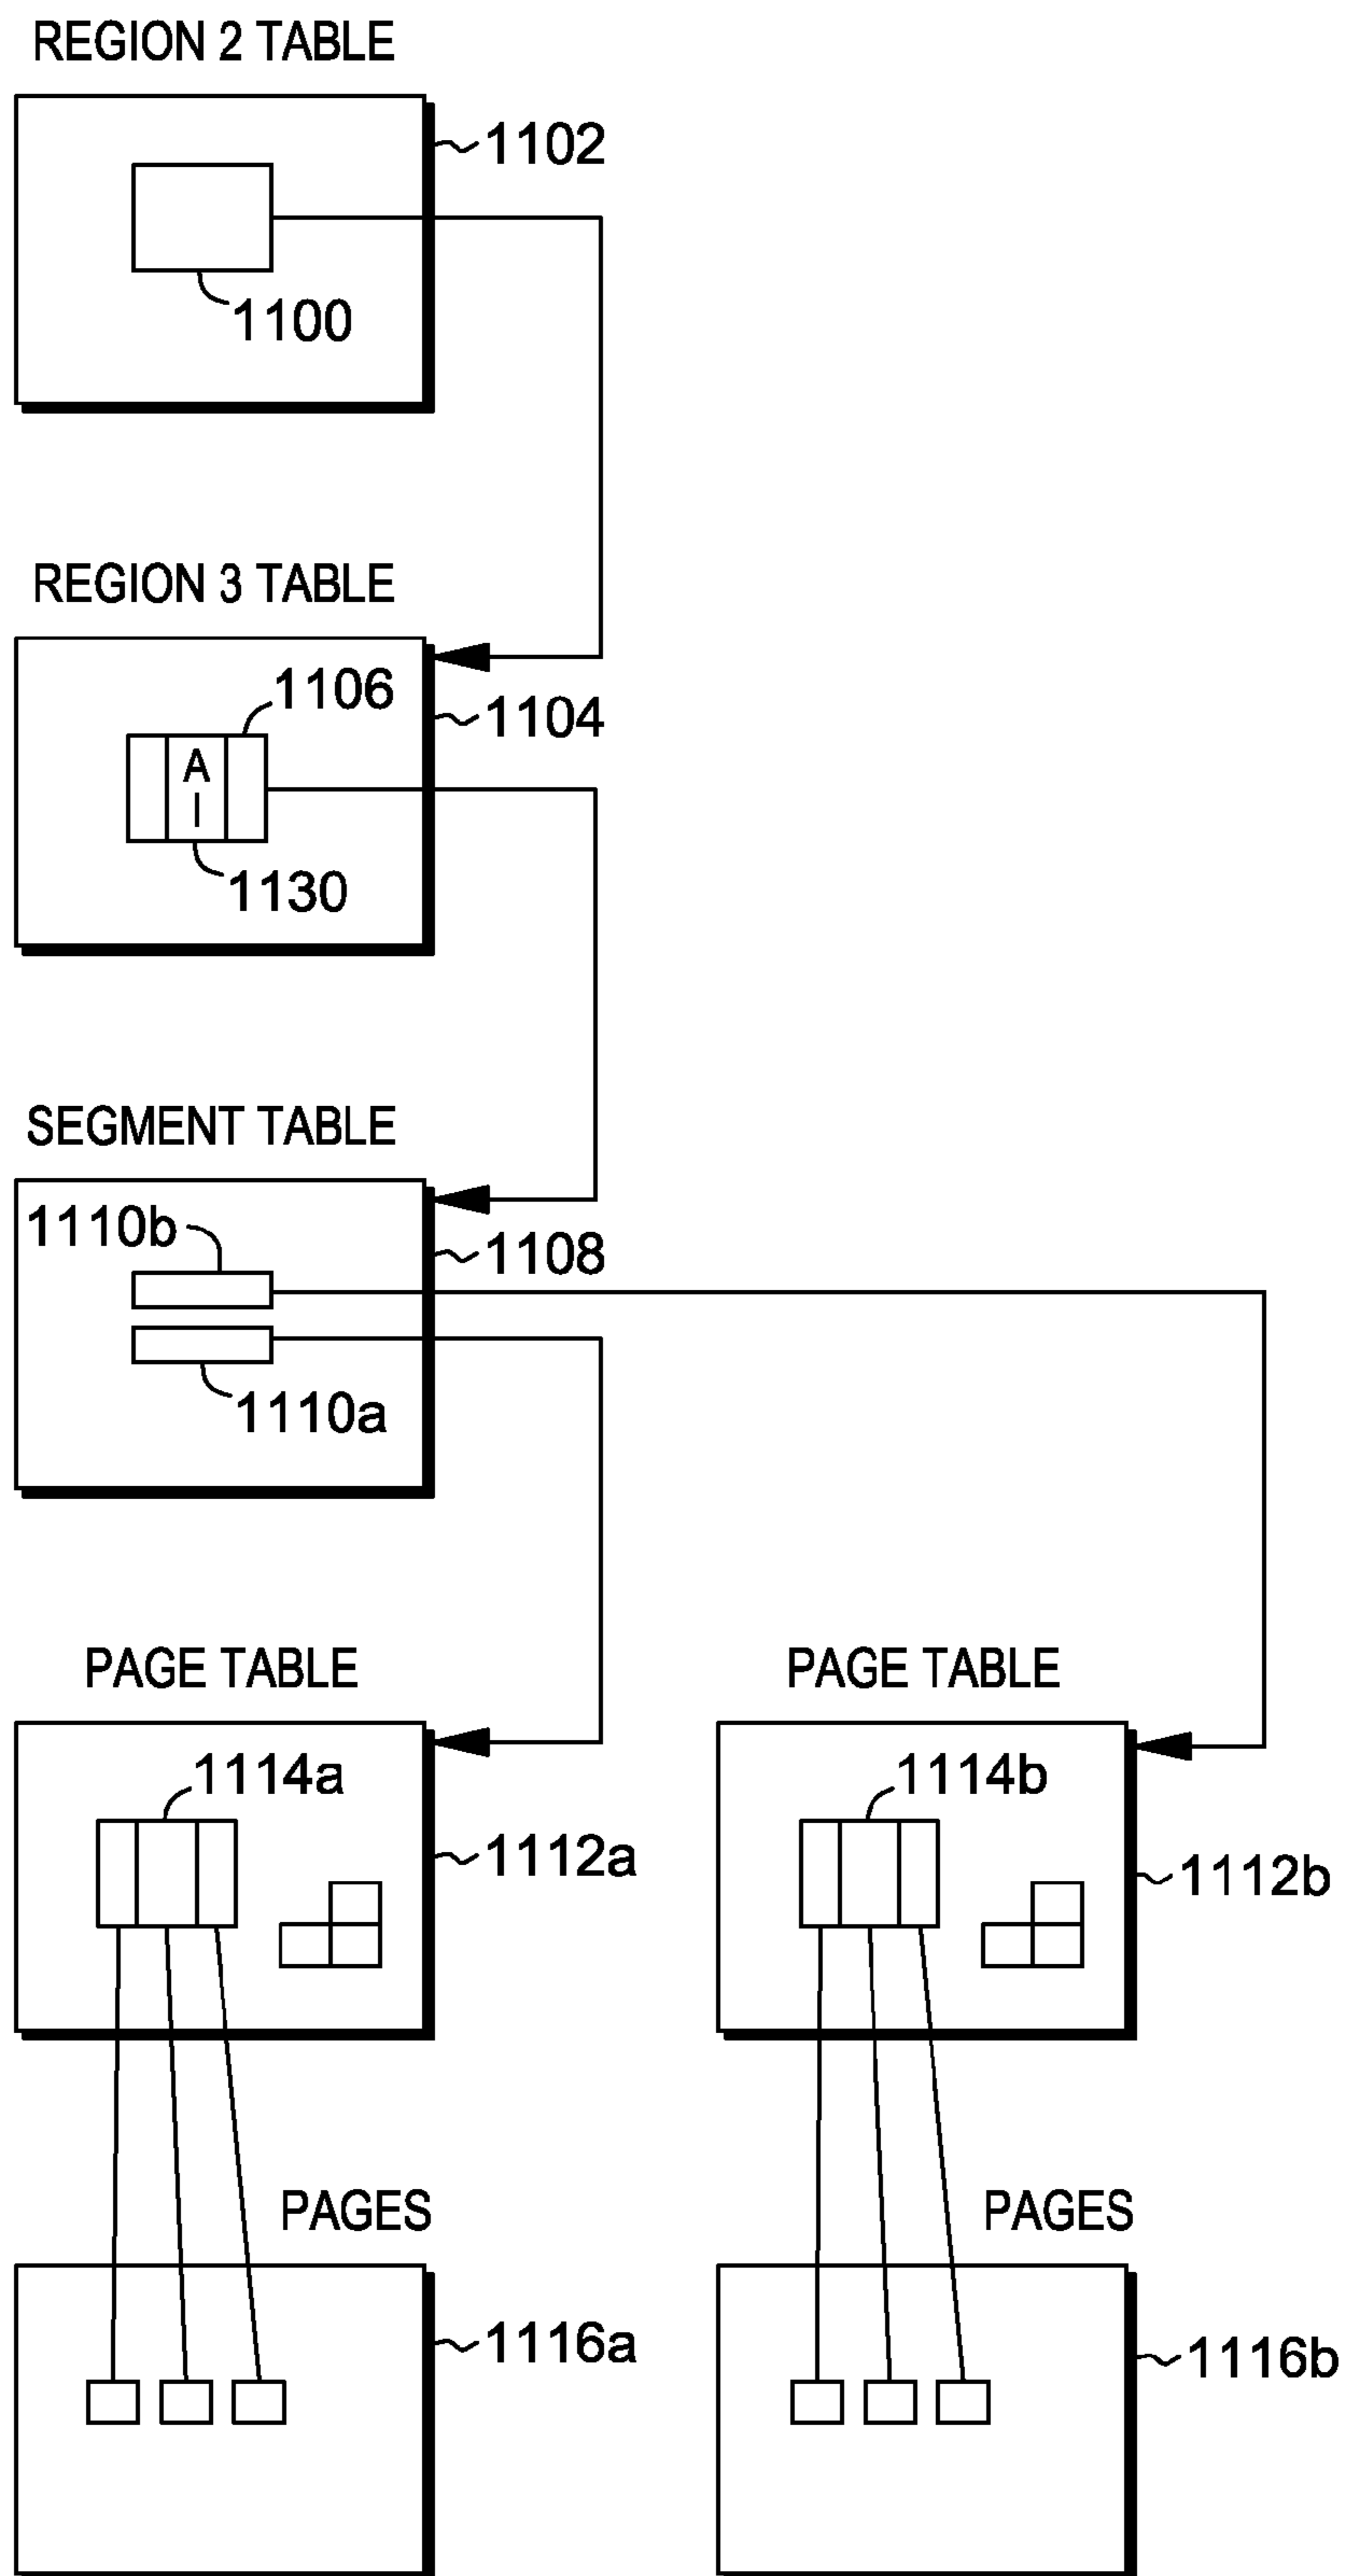 REGION 2 TABLE
1102
1100
REGION 3 TABLE
1106
1104
A
1130
SEGMENT TABLE
1110b
1108
1110a
PAGE TABLE
PAGE TABLE
1114a
1114b
1112a
1112b
PAGES
PAGES
1116a
1116b